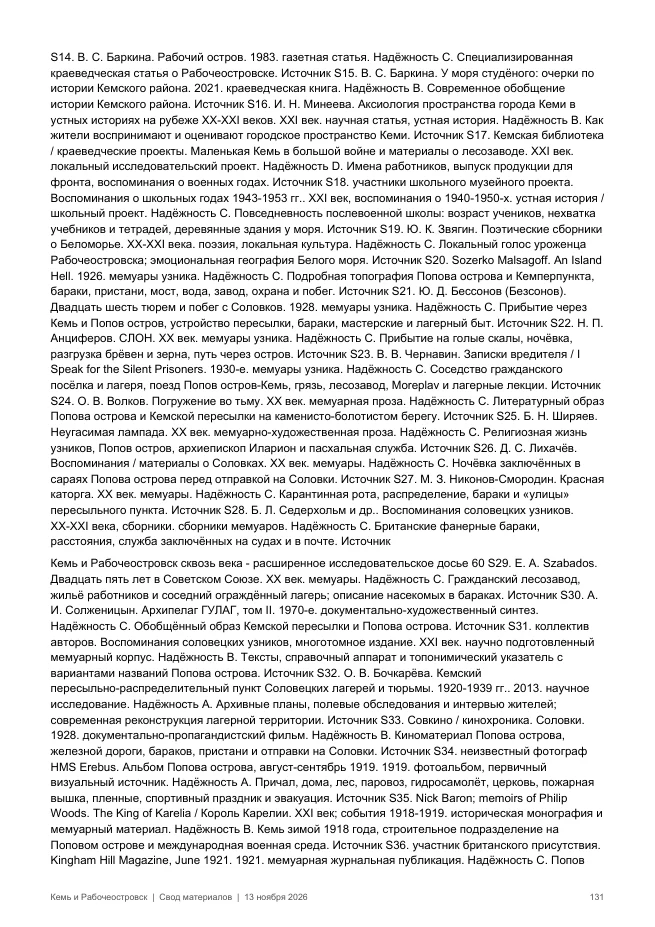 S14. В. С. Баркина. Рабочий остров. 1983. газетная статья. Надёжность С. Специализированная
краеведческая статья о Рабочеостровске. Источник S15. В. С. Баркина. У моря студёного: очерки по
истории Кемского района. 2021. краеведческая книга. Надёжность В. Современное обобщение
истории Кемского района. Источник S16. И. Н. Минеева. Аксиология пространства города Кеми в
устных историях на рубеже XX-XXI веков. XXI век. научная статья, устная история. Надёжность В. Как
жители воспринимают и оценивают городское пространство Кеми. Источник S17. Кемская библиотека
/ краеведческие проекты. Маленькая Кемь в большой войне и материалы о лесозаводе. XXI век.
локальный исследовательский проект. Надёжность D. Имена работников, выпуск продукции для
фронта, воспоминания о военных годах. Источник S18. участники школьного музейного проекта.
Воспоминания о школьных годах 1943-1953 гг.. XXI век, воспоминания о 1940-1950-х. устная история /
школьный проект. Надёжность С. Повседневность послевоенной школы: возраст учеников, нехватка
учебников и тетрадей, деревянные здания у моря. Источник S19. Ю. К. Звягин. Поэтические сборники
о Беломорье. XX-XXI века. поэзия, локальная культура. Надёжность С. Локальный голос уроженца
Рабочеостровска; эмоциональная география Белого моря. Источник S20. Sozerko Malsagoff. An Island
Hell. 1926. мемуары узника. Надёжность С. Подробная топография Попова острова и Кемперпункта,
бараки, пристани, мост, вода, завод, охрана и побег. Источник S21. Ю. Д. Бессонов (Безсонов).
Двадцать шесть тюрем и побег с Соловков. 1928. мемуары узника. Надёжность С. Прибытие через
Кемь и Попов остров, устройство пересылки, бараки, мастерские и лагерный быт. Источник S22. Н. П.
Анциферов. СЛОН. XX век. мемуары узника. Надёжность С. Прибытие на голые скалы, ночёвка,
разгрузка брёвен и зерна, путь через остров. Источник S23. В. В. Чернавин. Записки вредителя / I
Speak for the Silent Prisoners. 1930-е. мемуары узника. Надёжность С. Соседство гражданского
посёлка и лагеря, поезд Попов остров-Кемь, грязь, лесозавод, Moreplav и лагерные лекции. Источник
S24. О. В. Волков. Погружение во тьму. XX век. мемуарная проза. Надёжность С. Литературный образ
Попова острова и Кемской пересылки на каменисто-болотистом берегу. Источник S25. Б. Н. Ширяев.
Неугасимая лампада. XX век. мемуарно-художественная проза. Надёжность С. Религиозная жизнь
узников, Попов остров, архиепископ Иларион и пасхальная служба. Источник S26. Д. С. Лихачёв.
Воспоминания / материалы о Соловках. XX век. мемуары. Надёжность С. Ночёвка заключённых в
сараях Попова острова перед отправкой на Соловки. Источник S27. М. З. Никонов-Смородин. Красная
каторга. XX век. мемуары. Надёжность С. Карантинная рота, распределение, бараки и «улицы»
пересыльного пункта. Источник S28. Б. Л. Седерхольм и др.. Воспоминания соловецких узников.
XX-XXI века, сборники. сборники мемуаров. Надёжность С. Британские фанерные бараки,
расстояния, служба заключённых на судах и в почте. Источник
Кемь и Рабочеостровск сквозь века - расширенное исследовательское досье 60 S29. E. A. Szabados.
Двадцать пять лет в Советском Союзе. XX век. мемуары. Надёжность С. Гражданский лесозавод,
жильё работников и соседний ограждённый лагерь; описание насекомых в бараках. Источник S30. А.
И. Солженицын. Архипелаг ГУЛАГ, том II. 1970-е. документально-художественный синтез.
Надёжность С. Обобщённый образ Кемской пересылки и Попова острова. Источник S31. коллектив
авторов. Воспоминания соловецких узников, многотомное издание. XXI век. научно подготовленный
мемуарный корпус. Надёжность В. Тексты, справочный аппарат и топонимический указатель с
вариантами названий Попова острова. Источник S32. О. В. Бочкарёва. Кемский
пересыльно-распределительный пункт Соловецких лагерей и тюрьмы. 1920-1939 гг.. 2013. научное
исследование. Надёжность А. Архивные планы, полевые обследования и интервью жителей;
современная реконструкция лагерной территории. Источник S33. Совкино / кинохроника. Соловки.
1928. документально-пропагандистский фильм. Надёжность В. Киноматериал Попова острова,
железной дороги, бараков, пристани и отправки на Соловки. Источник S34. неизвестный фотограф
HMS Erebus. Альбом Попова острова, август-сентябрь 1919. 1919. фотоальбом, первичный
визуальный источник. Надёжность А. Причал, дома, лес, паровоз, гидросамолёт, церковь, пожарная
вышка, пленные, спортивный праздник и эвакуация. Источник S35. Nick Baron; memoirs of Philip
Woods. The King of Karelia / Король Карелии. XXI век; события 1918-1919. историческая монография и
мемуарный материал. Надёжность В. Кемь зимой 1918 года, строительное подразделение на
Поповом острове и международная военная среда. Источник S36. участник британского присутствия.
Kingham Hill Magazine, June 1921. 1921. мемуарная журнальная публикация. Надёжность С. Попов
Кемь и Рабочеостровск | Свод материалов | 13 ноября 2026
131